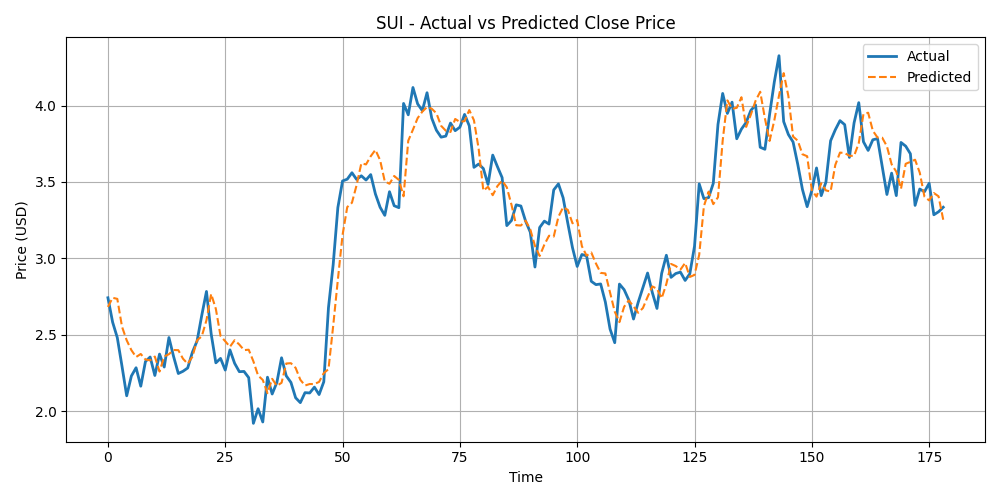 SUI - Actual vs Predicted Close Price
Actual
Predicted
Price (USD)
4.0
3.5
3.0
2.5
2.0
0 25 50 75 100 125 150 175
Time